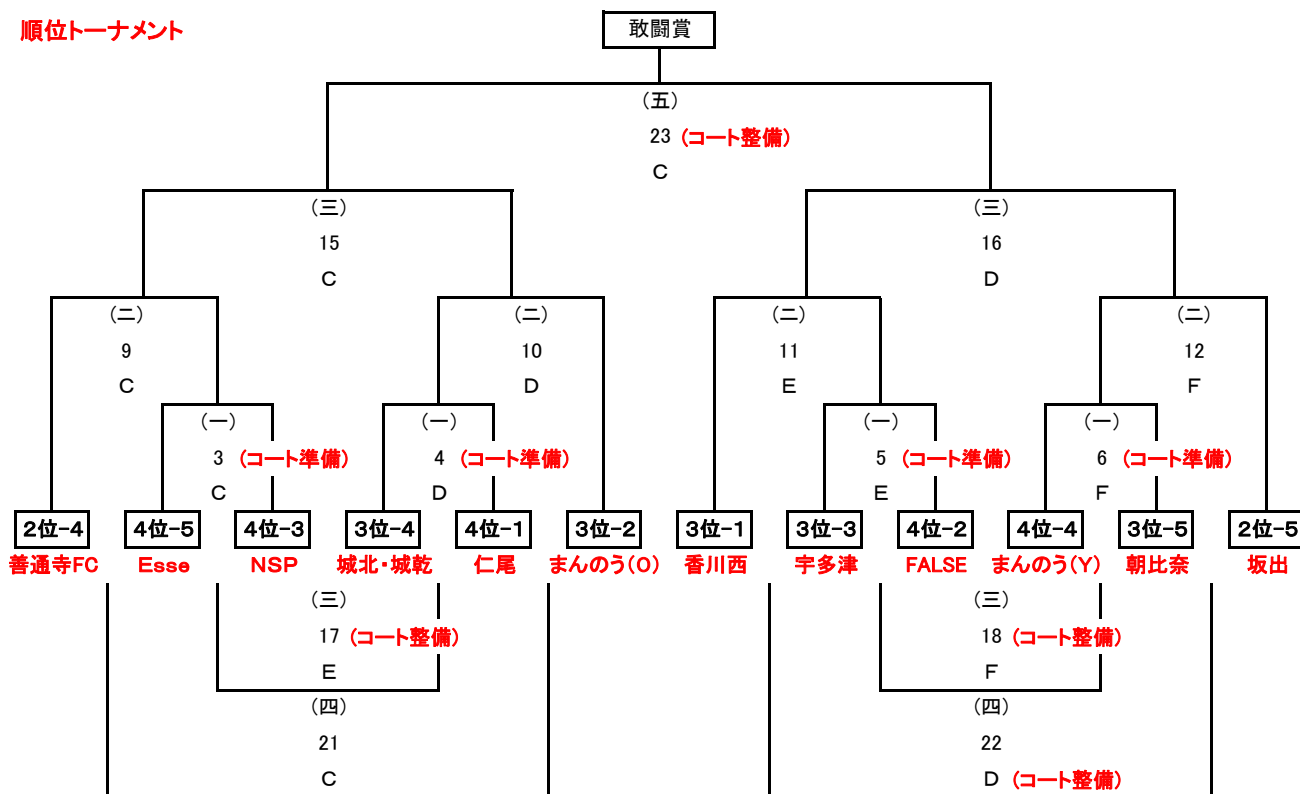 順位トーナメント
敢闘賞
(五)
23 (コート整備)
C
(三) (三)
15 16
C D
(二) (二) (二) (二)
9 10 11 12
C D E F
(一) (一) (一) (一)
3 (コート準備) 4 (コート準備) 5 (コート準備) 6 (コート準備)
C D E F
2位-4 4位-5 4位-3 3位-4 4位-1 3位-2 3位-1 3位-3 4位-2 4位-4 3位-5 2位-5
善通寺FC Esse NSP 城北・城乾 仁尾 まんのう(O) 香川西 宇多津 FALSE まんのう(Y) 朝比奈 坂出
(三) (三)
17 (コート整備) 18 (コート整備)
E F
(四) (四)
21 22
C D (コート整備)